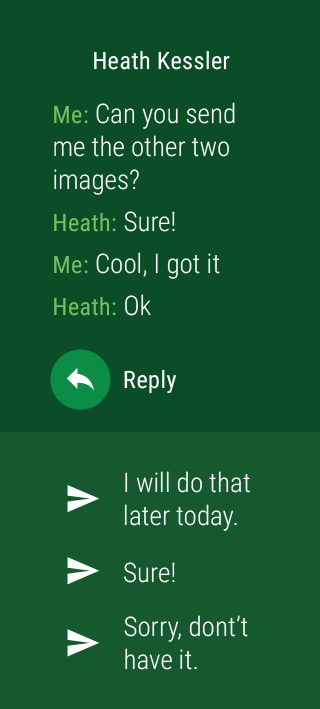 Heath Kessler
Me: Can you send
me the other two
images?
Heath: Sure!
Me: Cool, I got it
Heath: Ok
Reply
I will do that
later today.
Sure!
Sorry, dont’t
have it.